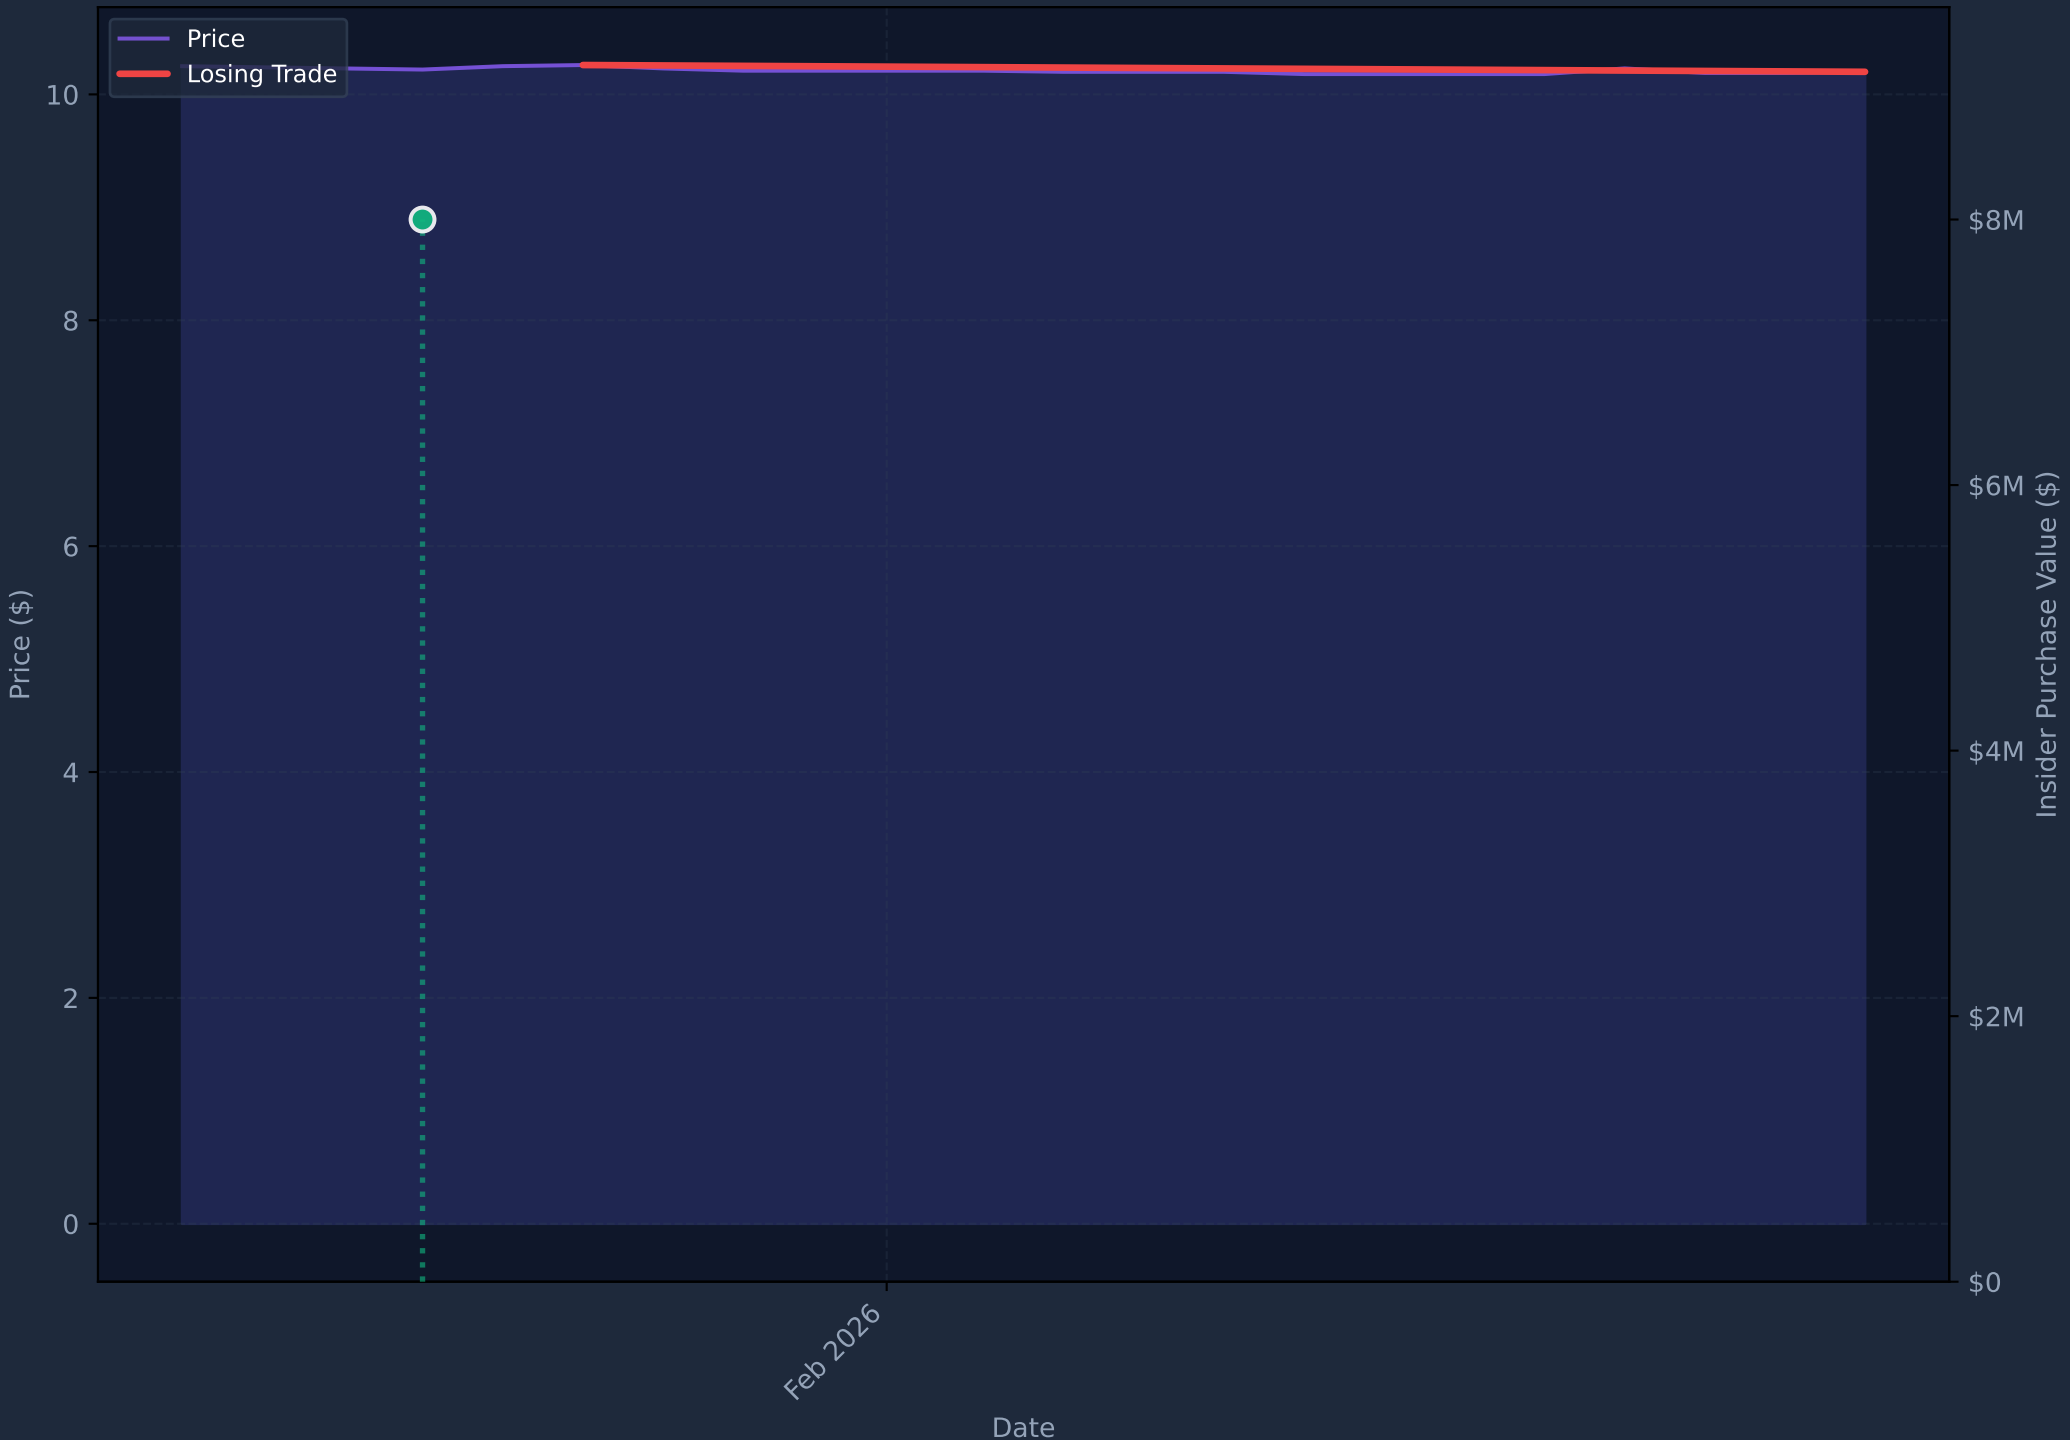 Price
Losing Trade
10
8
6
4
2
0
Price ($)
$8M
$6M
$4M
$2M
$0
Insider Purchase Value ($)
Feb 2026
Date